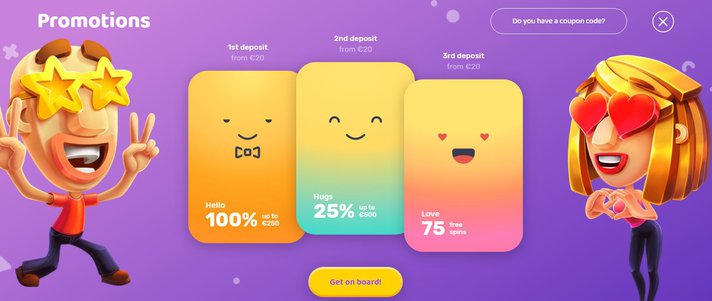 Promotions
Do you have a coupon code?
1st deposit
from €20
2nd deposit
from €20
3rd deposit
from €20
Hello
100% up to €250
Hugs
25% up to €500
Love
75 free spins
Get on board!